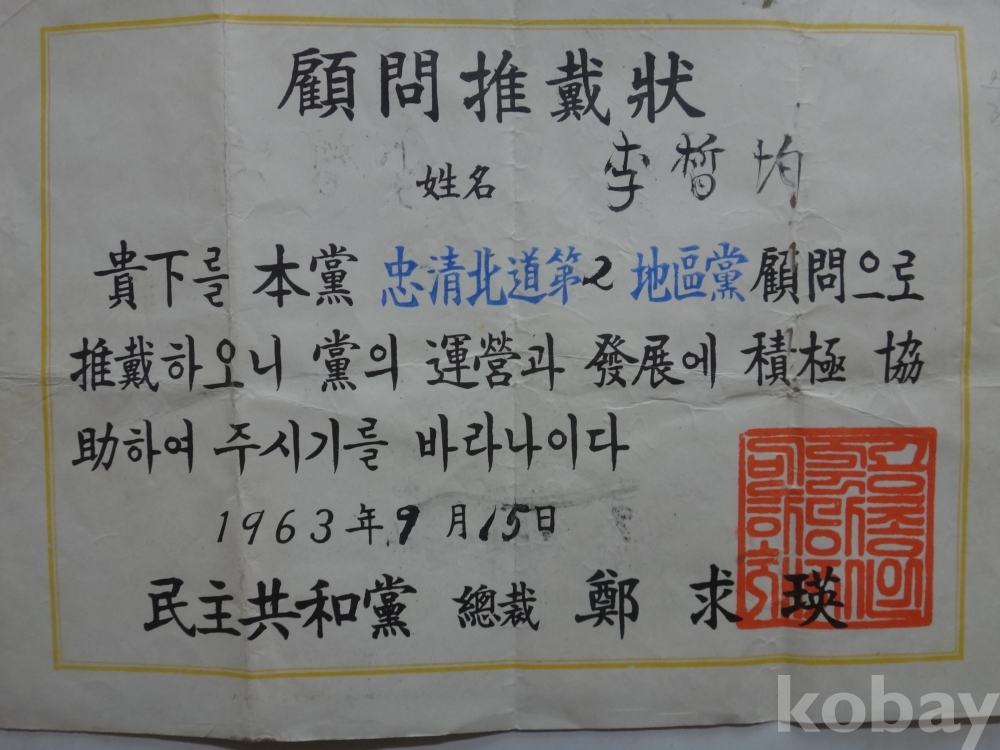 顧問推戴狀
姓名 李晳均
貴下를 本黨 忠清北道第2 地區黨 顧問으로
推戴하오니 黨의 運營과 發展에 積極 協
助하여 주시기를 바라나이다
1963年 9月 15日
民主共和黨 總裁 鄭求瑛
kobay